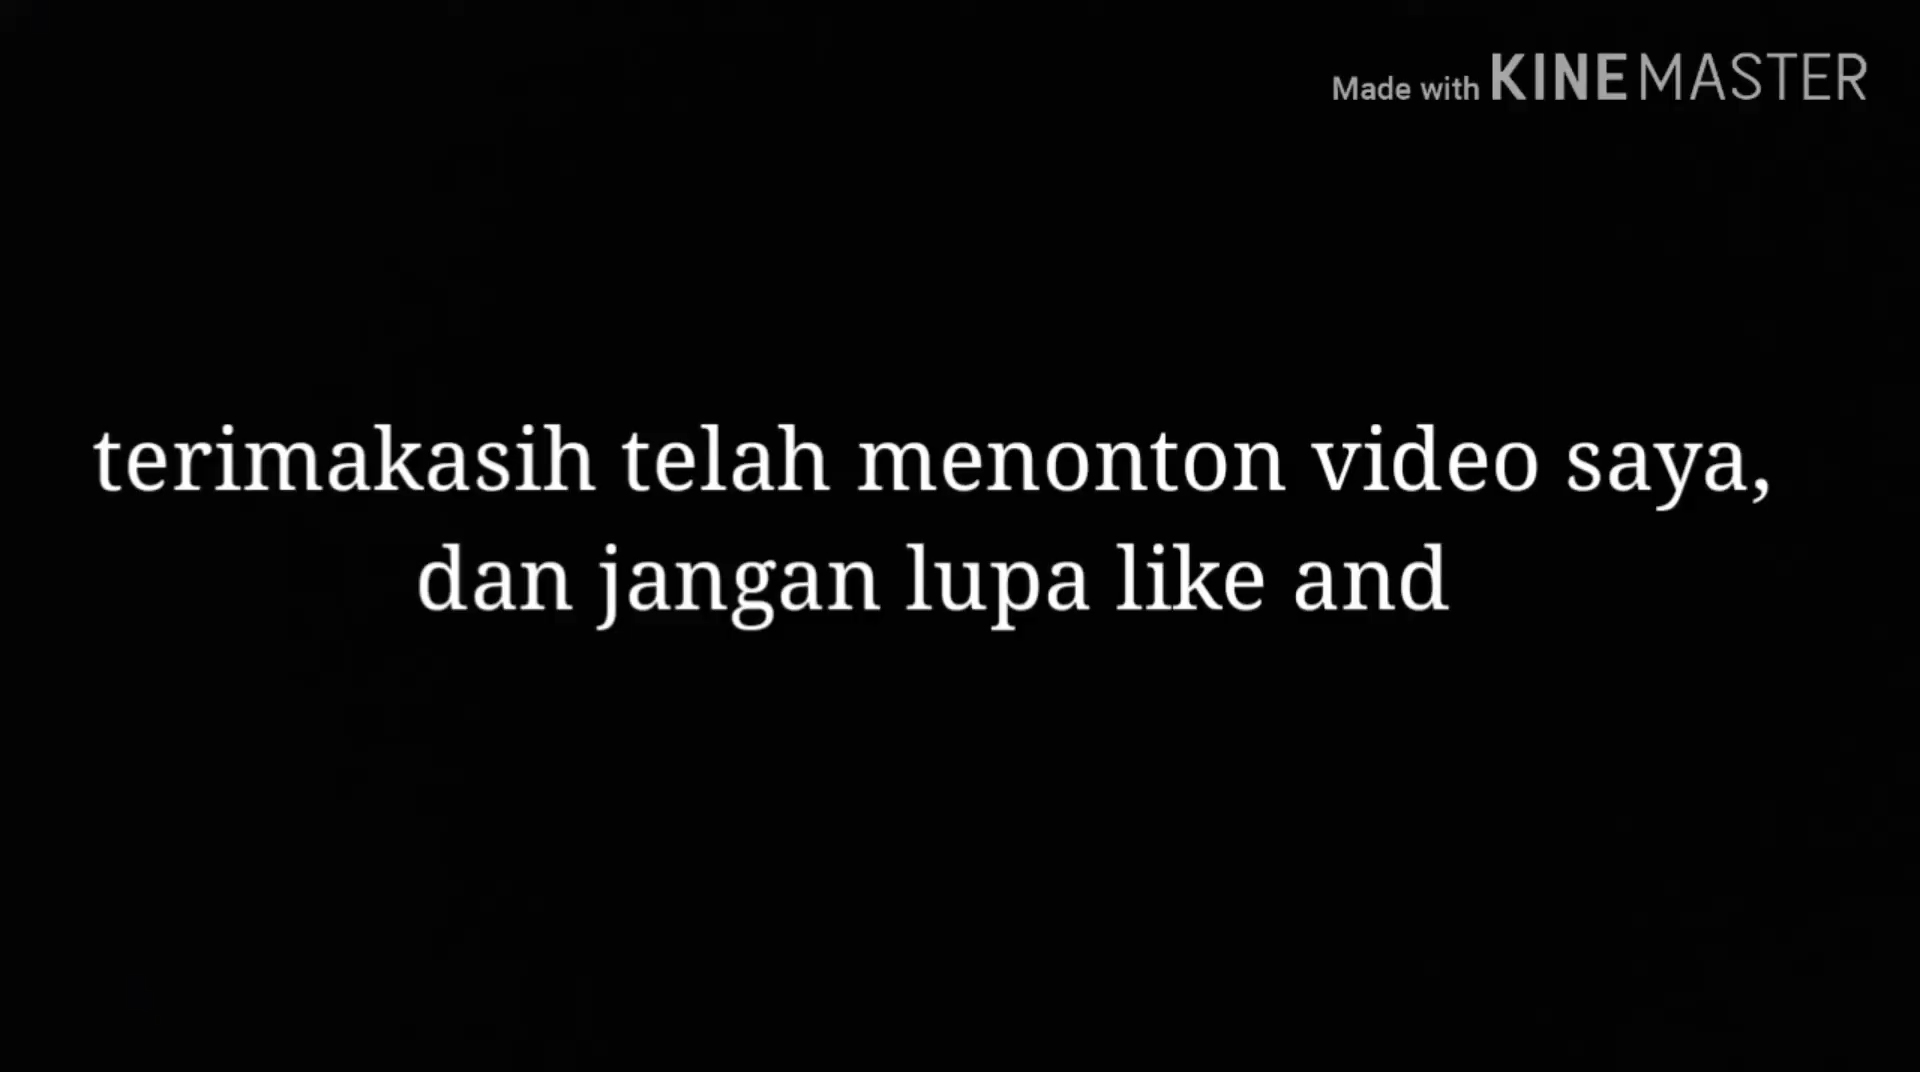 Made with KINEMASTER
terimakasih telah menonton video saya,
dan jangan lupa like and